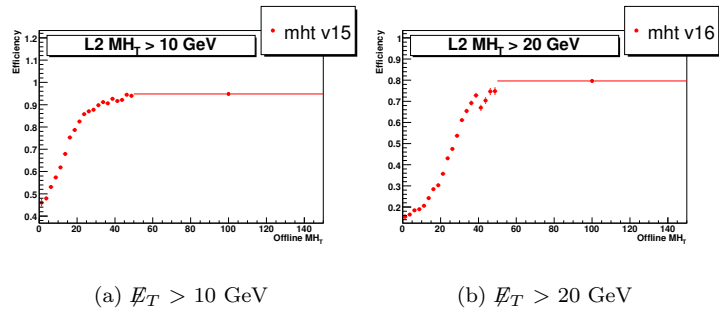 mht v15
L2 MH_T > 10 GeV
Efficiency
1.2
1.1
1
0.9
0.8
0.7
0.6
0.5
0.4
0 20 40 60 80 100 120 140
Offline MH_T
(a) E̸_T > 10 GeV
mht v16
L2 MH_T > 20 GeV
Efficiency
1
0.9
0.8
0.7
0.6
0.5
0.4
0.3
0.2
0 20 40 60 80 100 120 140
Offline MH_T
(b) E̸_T > 20 GeV